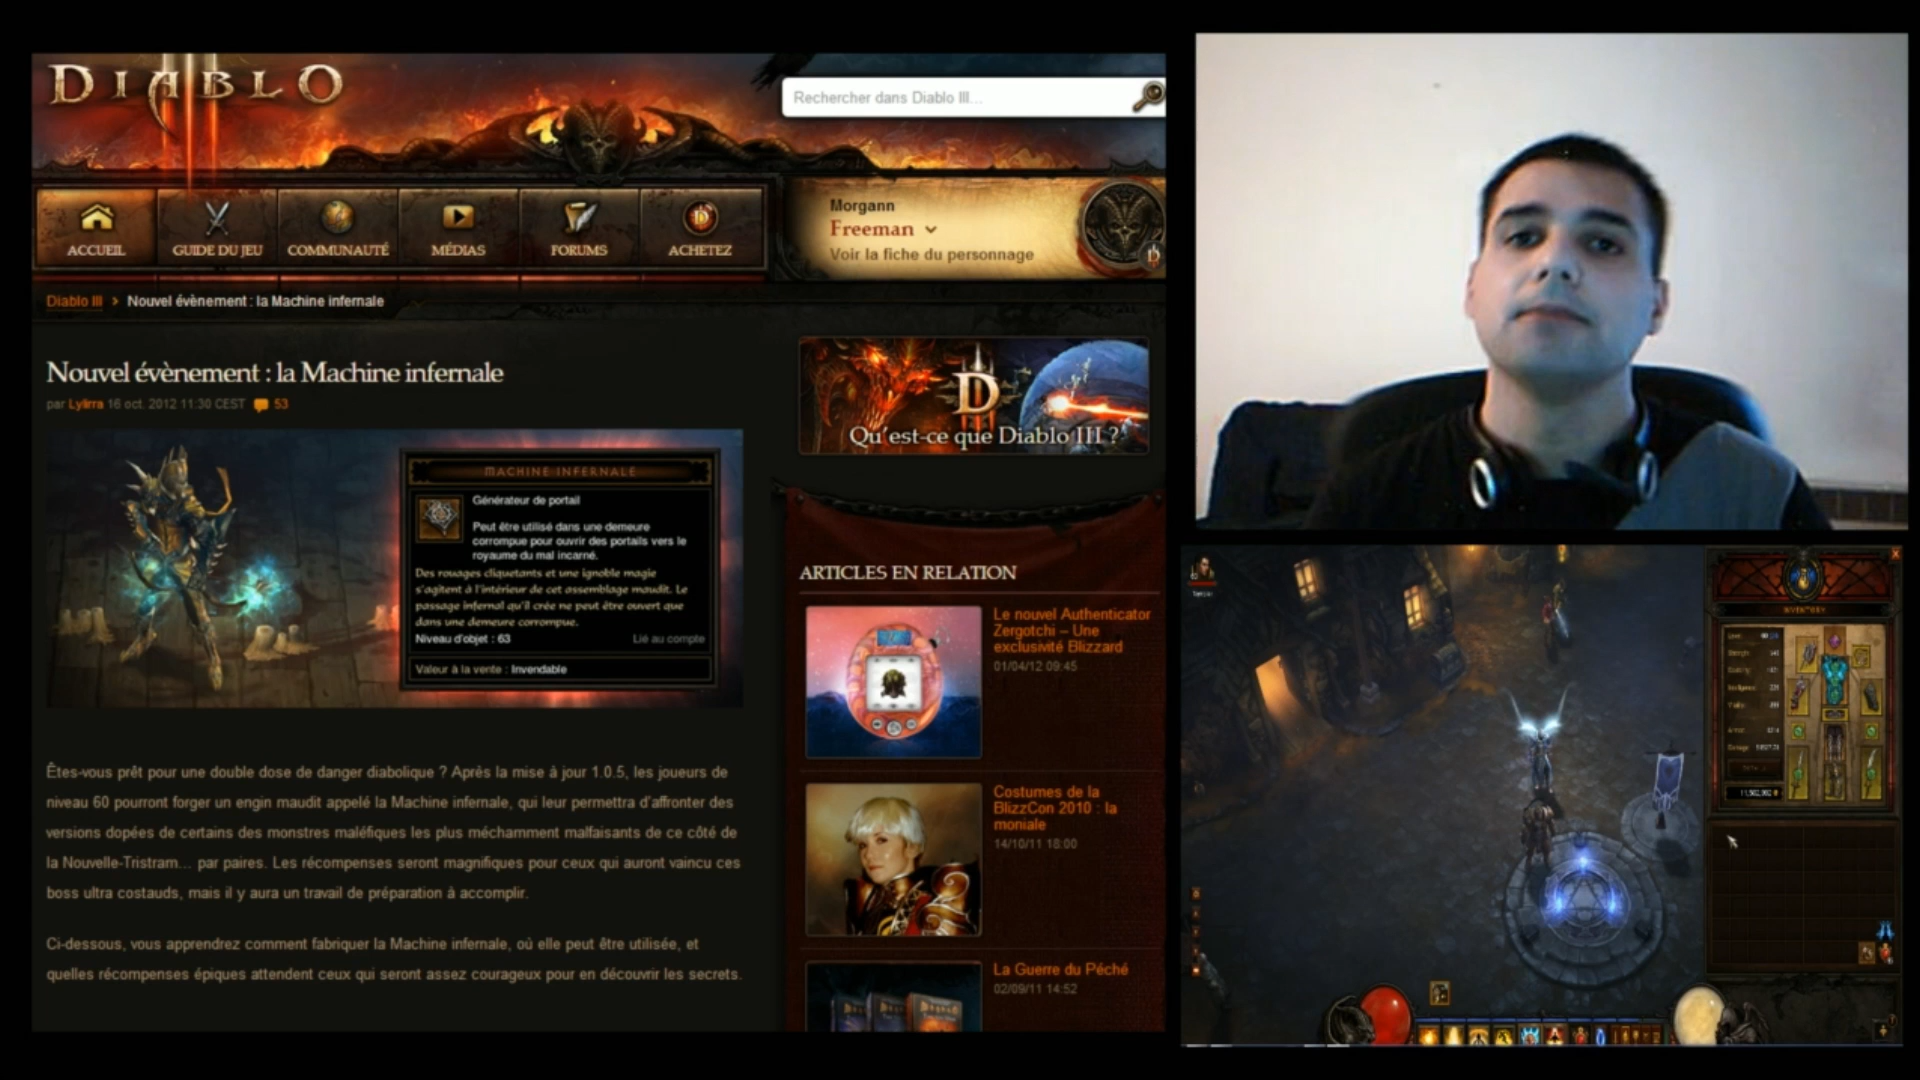 DIABLO
III
Rechercher dans Diablo III...
ACCUEIL
GUIDE DU JEU
COMMUNAUTÉ
MÉDIAS
FORUMS
ACHETEZ
Morgann
Freeman
Voir la fiche du personnage
Diablo III › Nouvel évènement : la Machine infernale
Nouvel évènement : la Machine infernale
par Lylirra 16 oct. 2012 11:30 CEST 53
MACHINE INFERNALE
Générateur de portail
Peut être utilisé dans une demeure
corrompue pour ouvrir des portails vers le
royaume du mal incarné.
Des rouages cliquetants et une ignoble magie
s'agitent à l'intérieur de cet assemblage maudit. Le
passage infernal qu'il crée ne peut être ouvert que
dans une demeure corrompue.
Niveau d'objet : 63
Lié au compte
Valeur à la vente : Invendable
Êtes-vous prêt pour une double dose de danger diabolique ? Après la mise à jour 1.0.5, les joueurs de
niveau 60 pourront forger un engin maudit appelé la Machine infernale, qui leur permettra d'affronter des
versions dopées de certains des monstres maléfiques les plus méchamment malfaisants de ce côté de
la Nouvelle-Tristram... par paires. Les récompenses seront magnifiques pour ceux qui auront vaincu ces
boss ultra costauds, mais il y aura un travail de préparation à accomplir.
Ci-dessous, vous apprendrez comment fabriquer la Machine infernale, où elle peut être utilisée, et
quelles récompenses épiques attendent ceux qui seront assez courageux pour en découvrir les secrets.
Qu'est-ce que Diablo III ?
ARTICLES EN RELATION
Le nouvel Authenticator
Zergotchi – Une
exclusivité Blizzard
01/04/12 09:45
Costumes de la
BlizzCon 2010 : la
moniale
14/10/11 18:00
La Guerre du Péché
02/09/11 14:52
INVENTORY